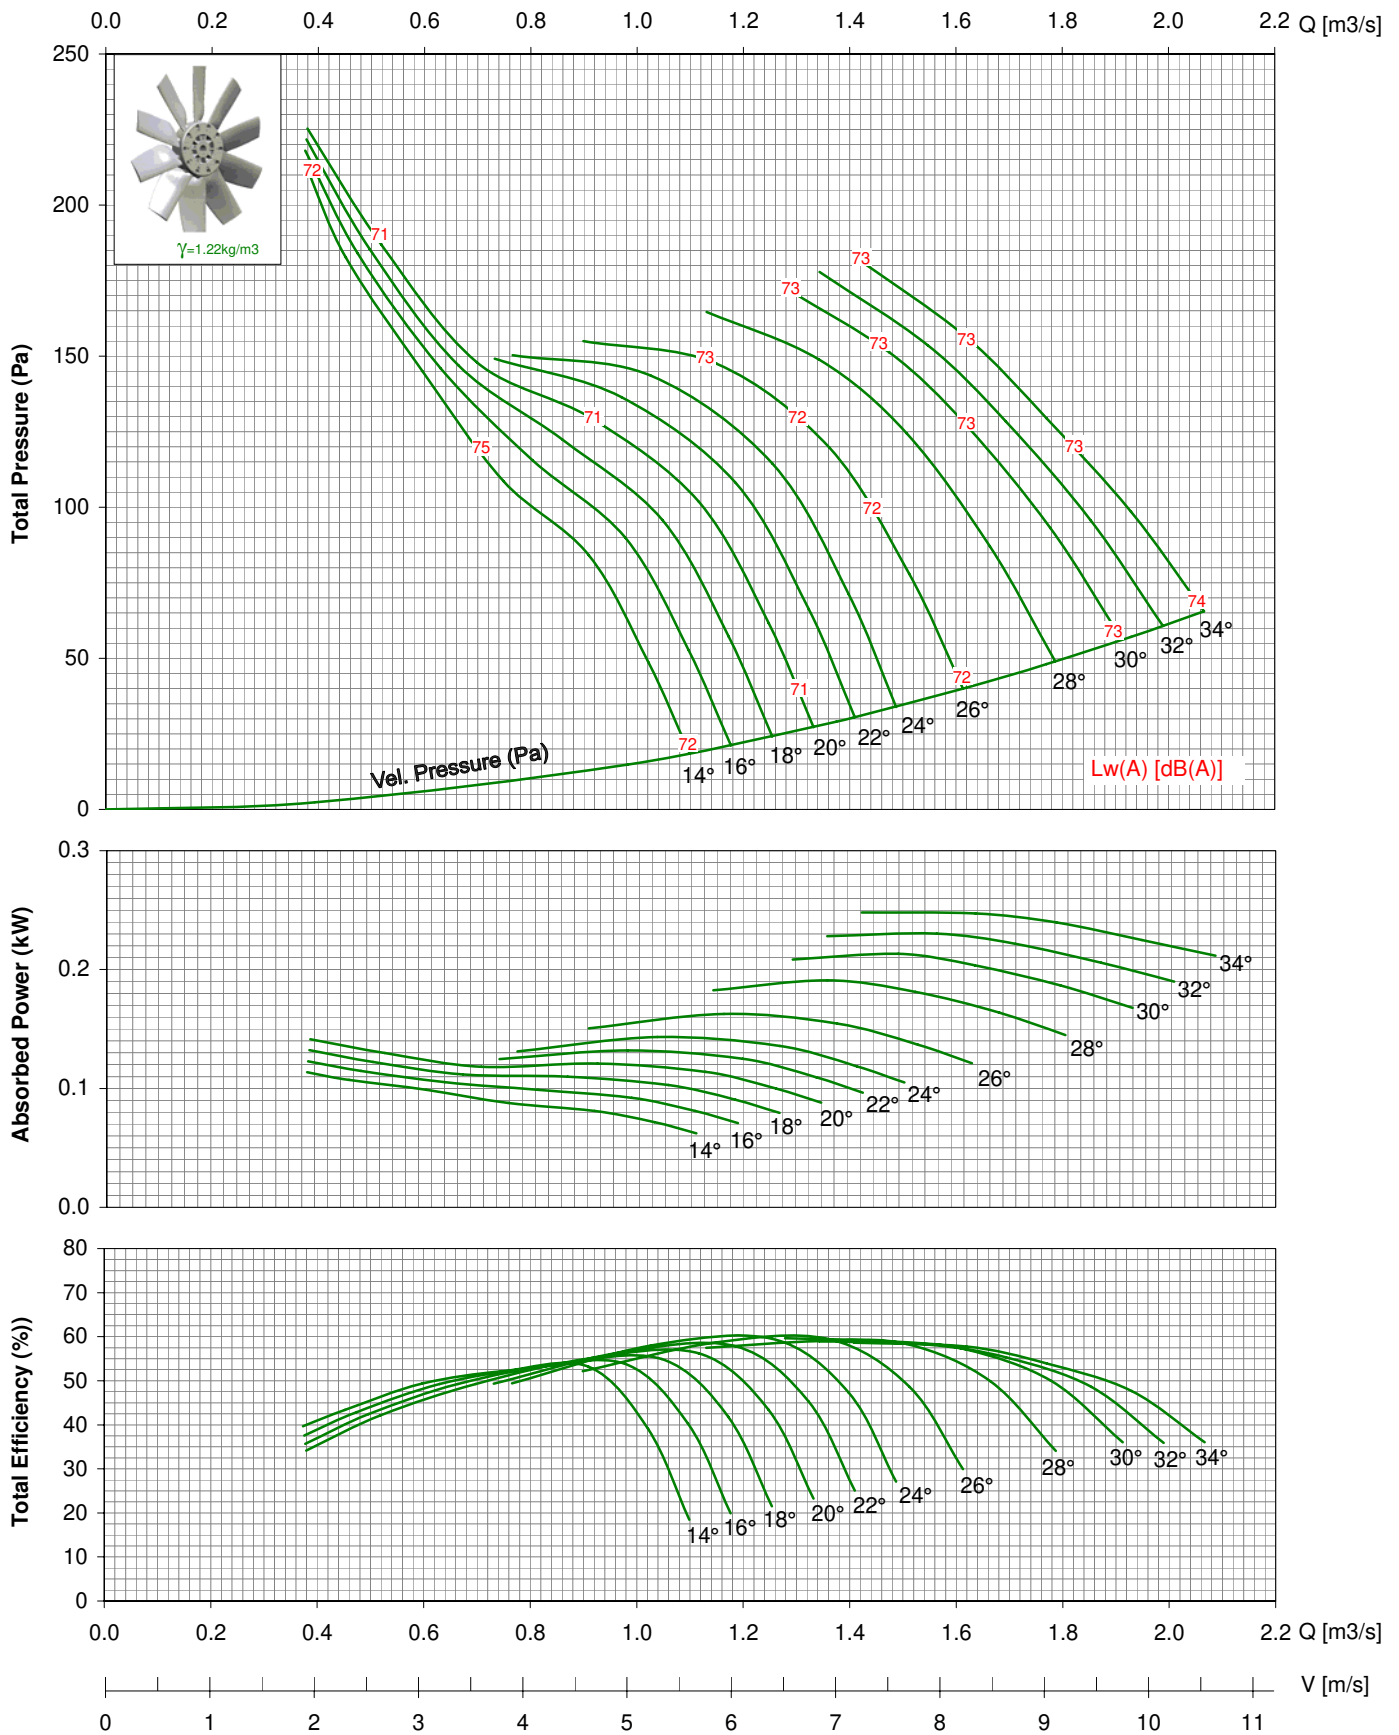 0.0 0.2 0.4 0.6 0.8 1.0 1.2 1.4 1.6 1.8 2.0 2.2 Q [m3/s]
250
200
150
100
50
0
Total Pressure (Pa)
γ=1.22kg/m3
72
71
75
71
73
73
73
73
73
73
73
72
72
73
74
73
72
71
72
Vel. Pressure (Pa)
14° 16° 18° 20° 22° 24° 26° 28° 30° 32° 34°
Lw(A) [dB(A)]
0.3
0.2
0.1
0.0
Absorbed Power (kW)
14° 16° 18° 20° 22° 24° 26° 28° 30° 32° 34°
80
70
60
50
40
30
20
10
0
Total Efficiency (%))
14° 16° 18° 20° 22° 24° 26° 28° 30° 32° 34°
0.0 0.2 0.4 0.6 0.8 1.0 1.2 1.4 1.6 1.8 2.0 2.2 Q [m3/s]
V [m/s]
0 1 2 3 4 5 6 7 8 9 10 11